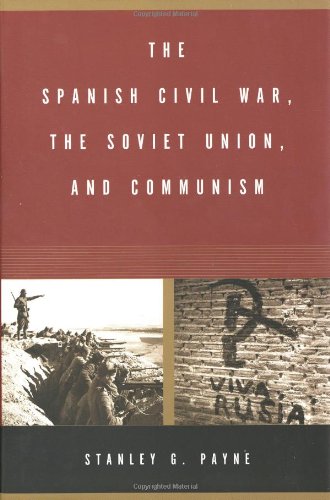 THE
SPANISH CIVIL WAR,
THE SOVIET UNION,
AND COMMUNISM
VIVA
RUSIA
STANLEY G. PAYNE